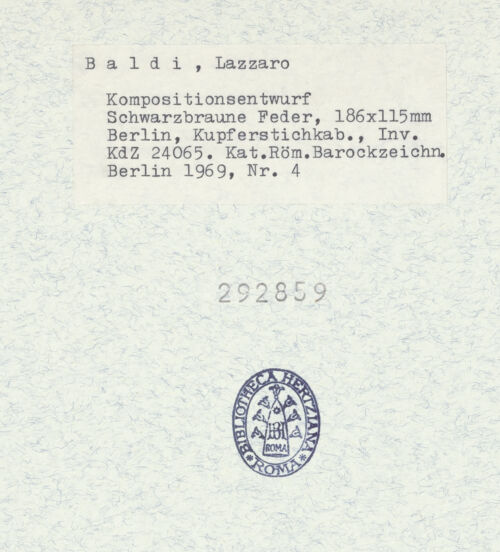 B a l d i , Lazzaro
Kompositionsentwurf
Schwarzbraune Feder, 186x115mm
Berlin, Kupferstichkab., Inv.
KdZ 24065. Kat.Röm.Barockzeichn.
Berlin 1969, Nr. 4
292859
* BIBLIOTHECA HERTZIANA *
ROMA
BH
ROMA